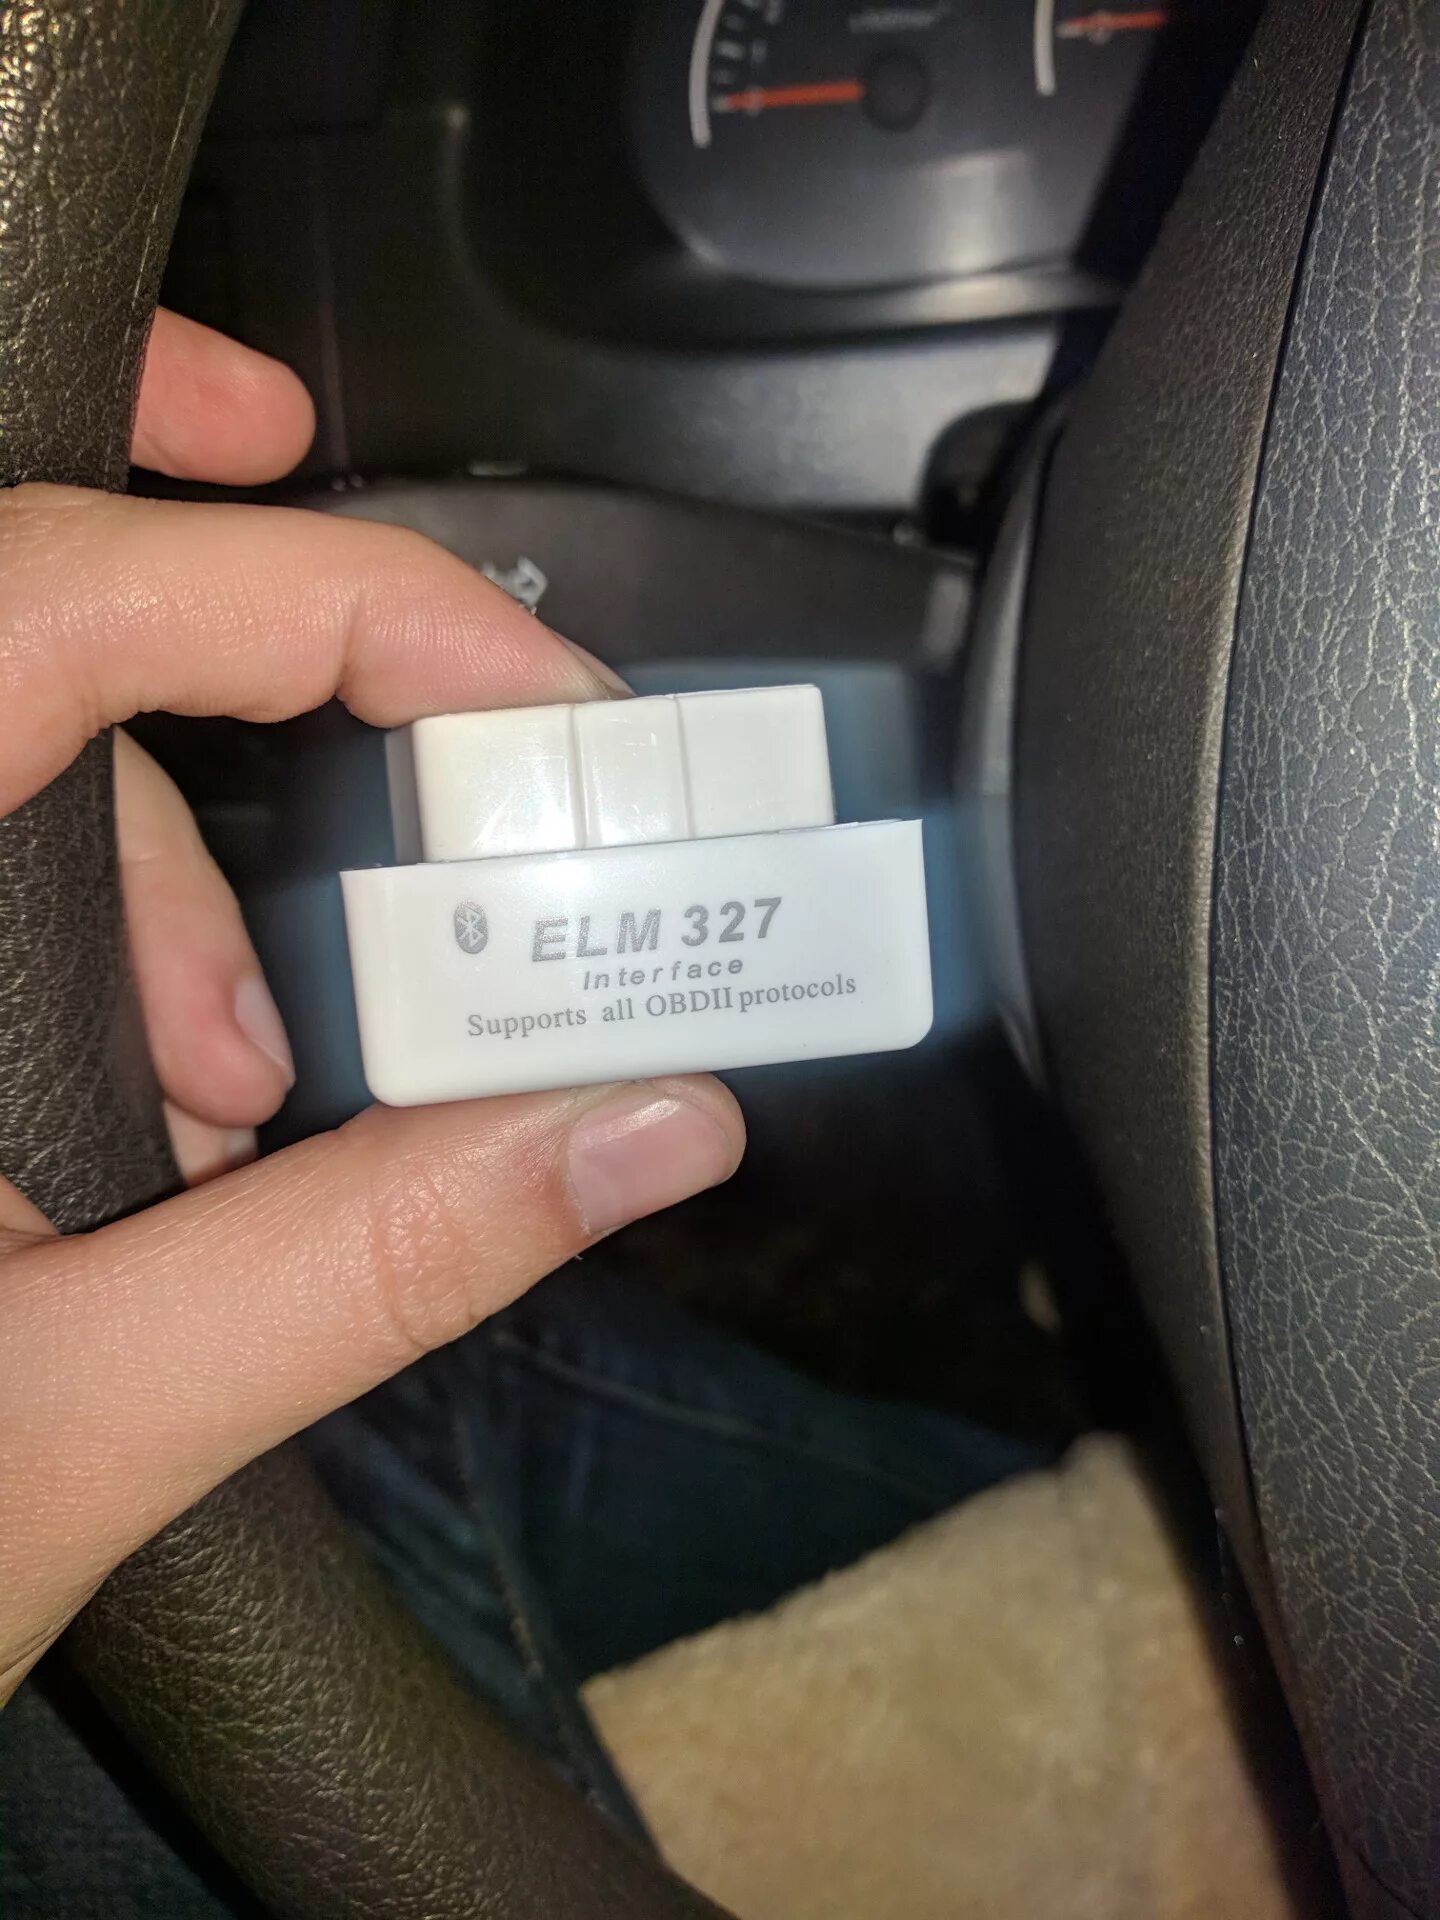 ELM 327
Interface
Supports all OBDII protocols